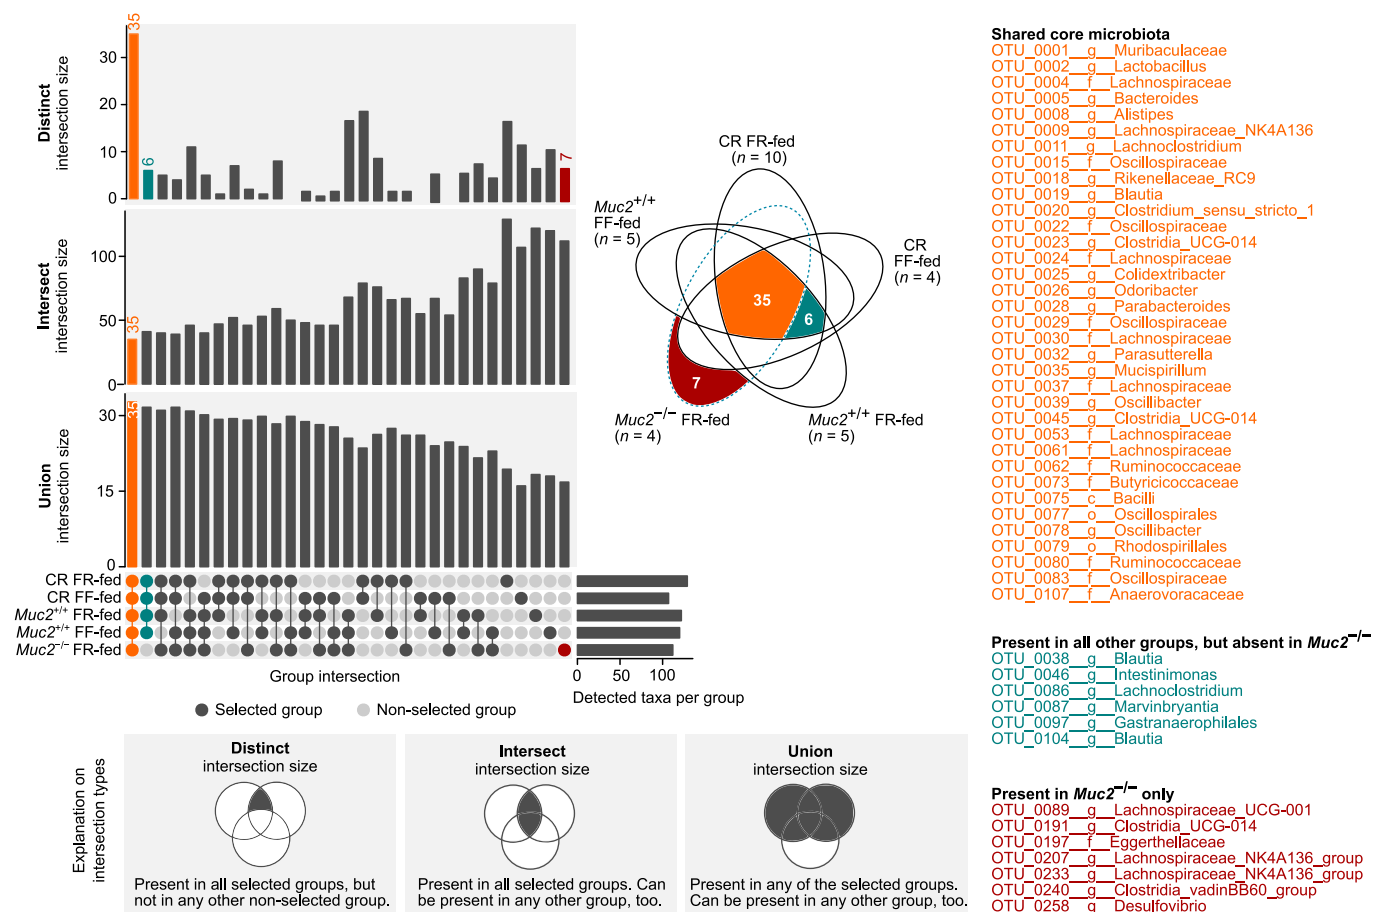 Distinct
intersection size
30
20
10
0
35
6
7
Intersect
intersection size
100
50
0
35
Union
intersection size
30
15
0
35
CR FR-fed
CR FF-fed
Muc2+/+ FR-fed
Muc2+/+ FF-fed
Muc2−/− FR-fed
Group intersection
0 50 100
Detected taxa per group
Selected group
Non-selected group
CR FR-fed
(n = 10)
Muc2+/+
FF-fed
(n = 5)
CR
FF-fed
(n = 4)
35
6
7
Muc2−/− FR-fed
(n = 4)
Muc2+/+ FR-fed
(n = 5)
Explanation on
intersection types
Distinct
intersection size
Present in all selected groups, but
not in any other non-selected group.
Intersect
intersection size
Present in all selected groups. Can
be present in any other group, too.
Union
intersection size
Present in any of the selected groups.
Can be present in any other group, too.
Shared core microbiota
OTU_0001__g__Muribaculaceae
OTU_0002__g__Lactobacillus
OTU_0004__f__Lachnospiraceae
OTU_0005__g__Bacteroides
OTU_0008__g__Alistipes
OTU_0009__g__Lachnospiraceae_NK4A136
OTU_0011__g__Lachnoclostridium
OTU_0015__f__Oscillospiraceae
OTU_0018__g__Rikenellaceae_RC9
OTU_0019__g__Blautia
OTU_0020__g__Clostridium_sensu_stricto_1
OTU_0022__f__Oscillospiraceae
OTU_0023__g__Clostridia_UCG-014
OTU_0024__f__Lachnospiraceae
OTU_0025__g__Colidextribacter
OTU_0026__g__Odoribacter
OTU_0028__g__Parabacteroides
OTU_0029__f__Oscillospiraceae
OTU_0030__f__Lachnospiraceae
OTU_0032__g__Parasutterella
OTU_0035__g__Mucispirillum
OTU_0037__f__Lachnospiraceae
OTU_0039__g__Oscillibacter
OTU_0045__g__Clostridia_UCG-014
OTU_0053__f__Lachnospiraceae
OTU_0061__f__Lachnospiraceae
OTU_0062__f__Ruminococcaceae
OTU_0073__f__Butyricicoccaceae
OTU_0075__c__Bacilli
OTU_0077__o__Oscillospirales
OTU_0078__g__Oscillibacter
OTU_0079__o__Rhodospirillales
OTU_0080__f__Ruminococcaceae
OTU_0083__f__Oscillospiraceae
OTU_0107__f__Anaerovoracaceae
Present in all other groups, but absent in Muc2−/−
OTU_0038__g__Blautia
OTU_0046__g__Intestinimonas
OTU_0086__g__Lachnoclostridium
OTU_0087__g__Marvinbryantia
OTU_0097__g__Gastranaerophilales
OTU_0104__g__Blautia
Present in Muc2−/− only
OTU_0089__g__Lachnospiraceae_UCG-001
OTU_0191__g__Clostridia_UCG-014
OTU_0197__f__Eggerthellaceae
OTU_0207__g__Lachnospiraceae_NK4A136_group
OTU_0233__g__Lachnospiraceae_NK4A136_group
OTU_0240__g__Clostridia_vadinBB60_group
OTU_0258__g__Desulfovibrio